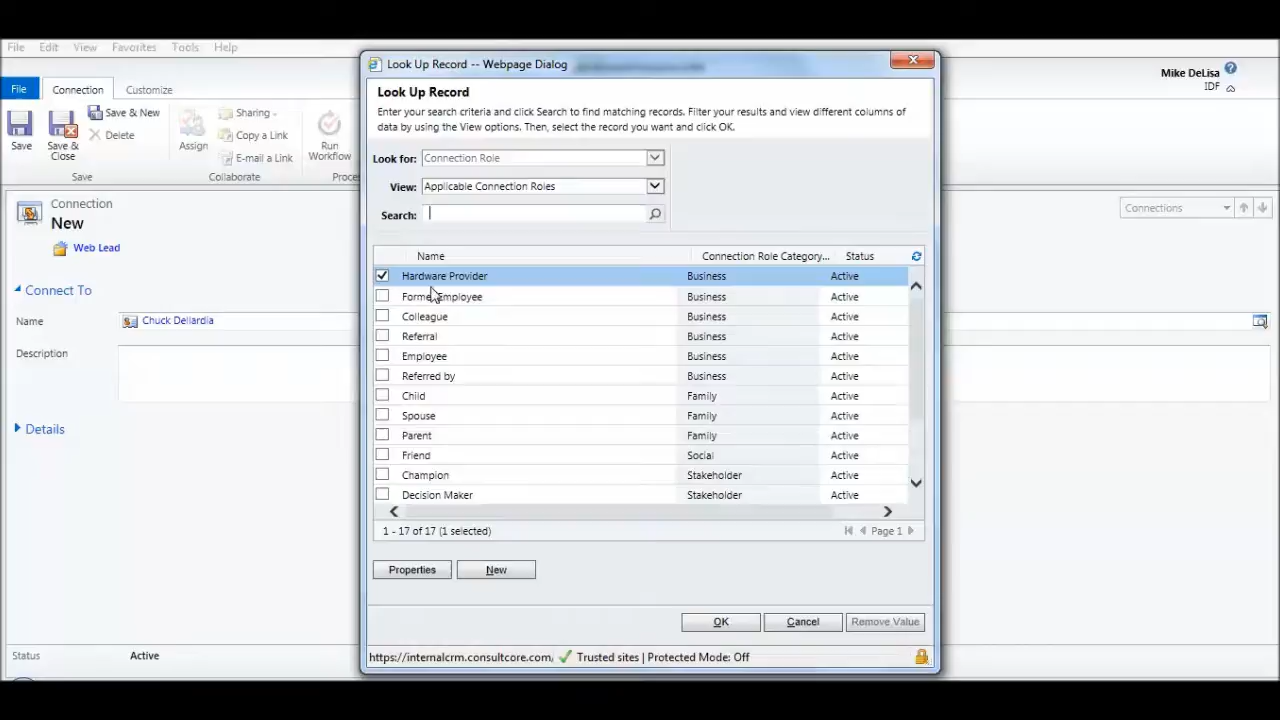 File Edit View Favorites Tools Help
Look Up Record -- Webpage Dialog
Mike DeLisa
IDF
File Connection Customize
Save
Save & Close
Save & New
Delete
Save
Assign
Sharing
Copy a Link
E-mail a Link
Collaborate
Run Workflow
Proce
Connection
New
Web Lead
Connections
Connect To
Name Chuck Dellardia
Description
Details
Status Active
Look Up Record
Enter your search criteria and click Search to find matching records. Filter your results and view different columns of
data by using the View options. Then, select the record you want and click OK.
Look for: Connection Role
View: Applicable Connection Roles
Search:
Name Connection Role Category... Status
Hardware Provider Business Active
Former Employee Business Active
Colleague Business Active
Referral Business Active
Employee Business Active
Referred by Business Active
Child Family Active
Spouse Family Active
Parent Family Active
Friend Social Active
Champion Stakeholder Active
Decision Maker Stakeholder Active
1 - 17 of 17 (1 selected) Page 1
Properties New
OK Cancel Remove Value
https://internalcrm.consultcore.com, Trusted sites | Protected Mode: Off